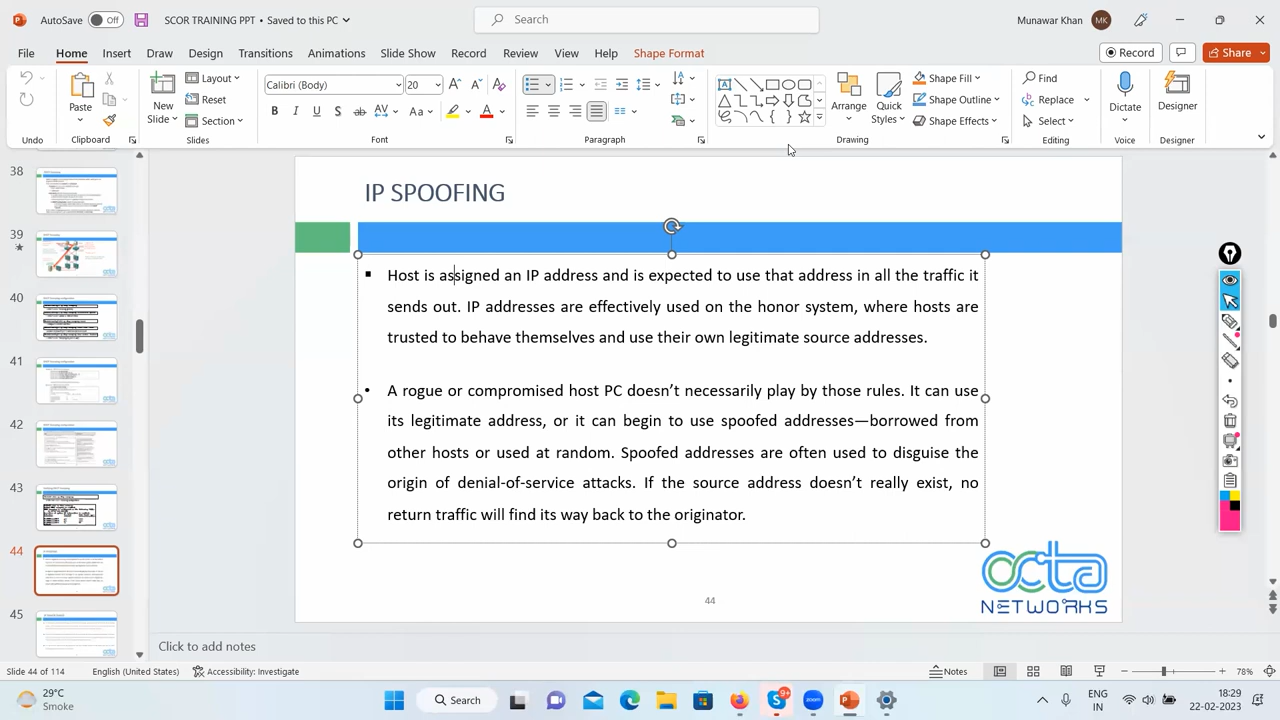 AutoSave Off SCOR TRAINING PPT • Saved to this PC Search Munawar Khan MK
File Home Insert Draw Design Transitions Animations Slide Show Record Review View Help Shape Format Record Share
Paste New Slide Layout Reset Section Calibri (Body) 20 Arrange Quick Styles Shape Fill Shape Outline Shape Effects Find Replace Select Dictate Designer
Undo Clipboard Slides Font Paragraph Drawing Editing Voice Designer
IP SPOOFING
▪ Host is assigned an IP address and is expected to use that address in all the traffic it
sends out. IP addresses are effectively used on the honor system, where hosts are
trusted to behave themselves and use their own legitimate source addresses.
• A rogue or compromised host PC doesn’t necessarily play by those rules. It can use
its legitimate address, or it can begin to use spoofed addresses—borrowed from
other hosts or used at random. Spoofed addresses are often used to disguise the
origin of denial-of-service attacks. If the source address doesn’t really exist, no
return traffic will find its way back to the originator.
octa
NETWORKS
44
39
41
42
43
44
45
Click to add notes
Slide 44 of 114 English (United States) Accessibility: Investigate Notes 78%
29°C
Smoke
Search
9+
zoom
ENG
IN
18:29
22-02-2023